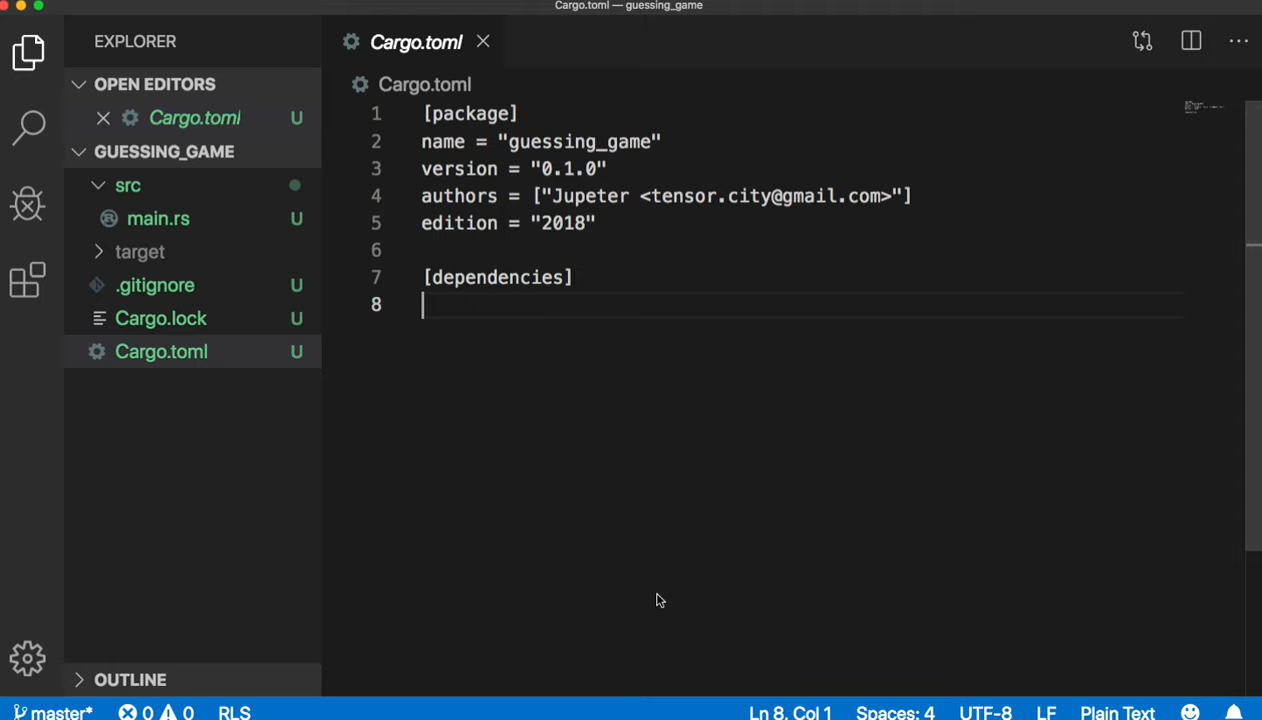 Cargo.toml — guessing_game
EXPLORER
Cargo.toml
OPEN EDITORS
Cargo.toml U
GUESSING_GAME
src
main.rs U
target
.gitignore U
Cargo.lock U
Cargo.toml U
OUTLINE
Cargo.toml
1 [package]
2 name = "guessing_game"
3 version = "0.1.0"
4 authors = ["Jupeter <tensor.city@gmail.com>"]
5 edition = "2018"
6
7 [dependencies]
8
master* 0 0 RLS Ln 8, Col 1 Spaces: 4 UTF-8 LF Plain Text